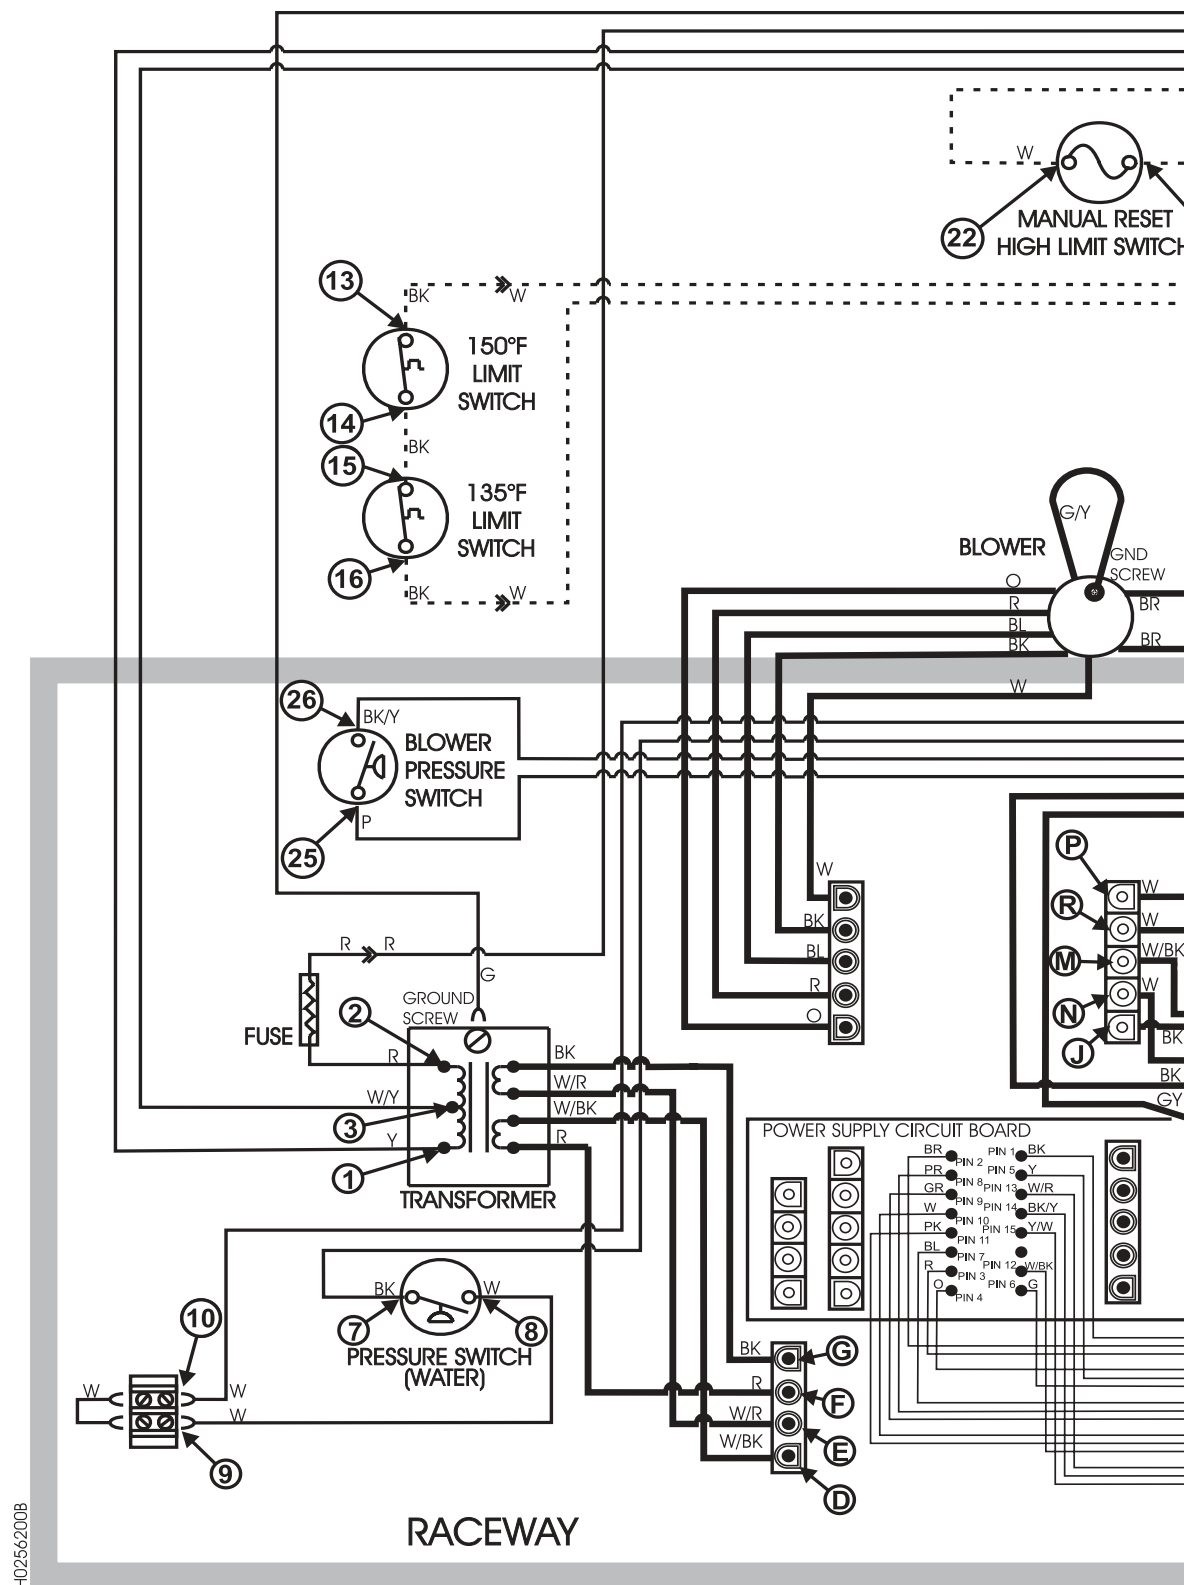 W
MANUAL RESET
HIGH LIMIT SWITCH
22
13
BK
W
150°F
LIMIT
SWITCH
14
BK
15
135°F
LIMIT
SWITCH
16
BK
W
G/Y
BLOWER
GND
SCREW
O
R
BL
BK
BR
BR
W
26
BK/Y
BLOWER
PRESSURE
SWITCH
P
25
W
BK
BL
R
O
P
R
M
N
J
W
W
W/BK
W
BK
BK
GY
R
R
G
GROUND
SCREW
2
FUSE
R
BK
W/R
W/Y
W/BK
3
R
Y
1
TRANSFORMER
POWER SUPPLY CIRCUIT BOARD
BR
PIN 2
PIN 1
BK
PR
PIN 8
PIN 5
Y
GR
PIN 9
PIN 13
W/R
W
PIN 10
PIN 14
BK/Y
PK
PIN 11
PIN 15
Y/W
BL
PIN 7
R
PIN 3
PIN 12
W/BK
O
PIN 4
PIN 6
G
BK
W
7
8
PRESSURE SWITCH
(WATER)
10
W
W
W
9
BK
G
R
F
W/R
E
W/BK
D
RACEWAY
H02256200B